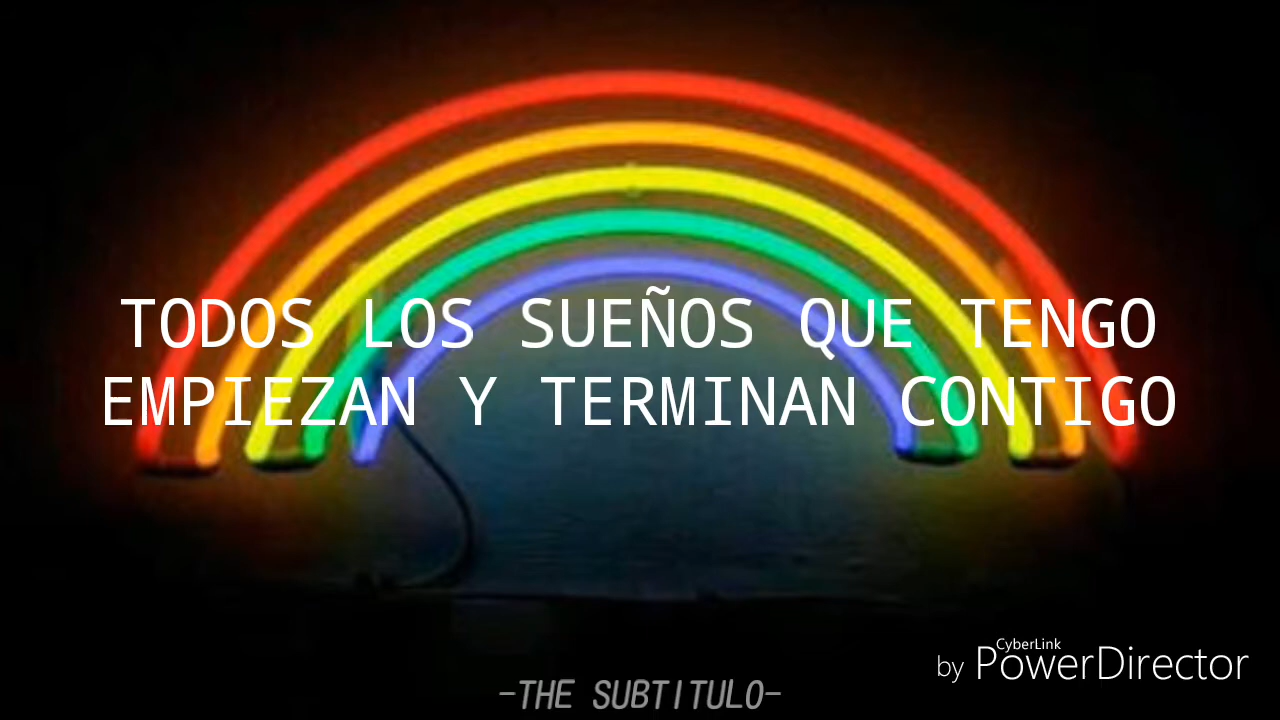 TODOS LOS SUEÑOS QUE TENGO
EMPIEZAN Y TERMINAN CONTIGO
CyberLink
by PowerDirector
-THE SUBTITULO-